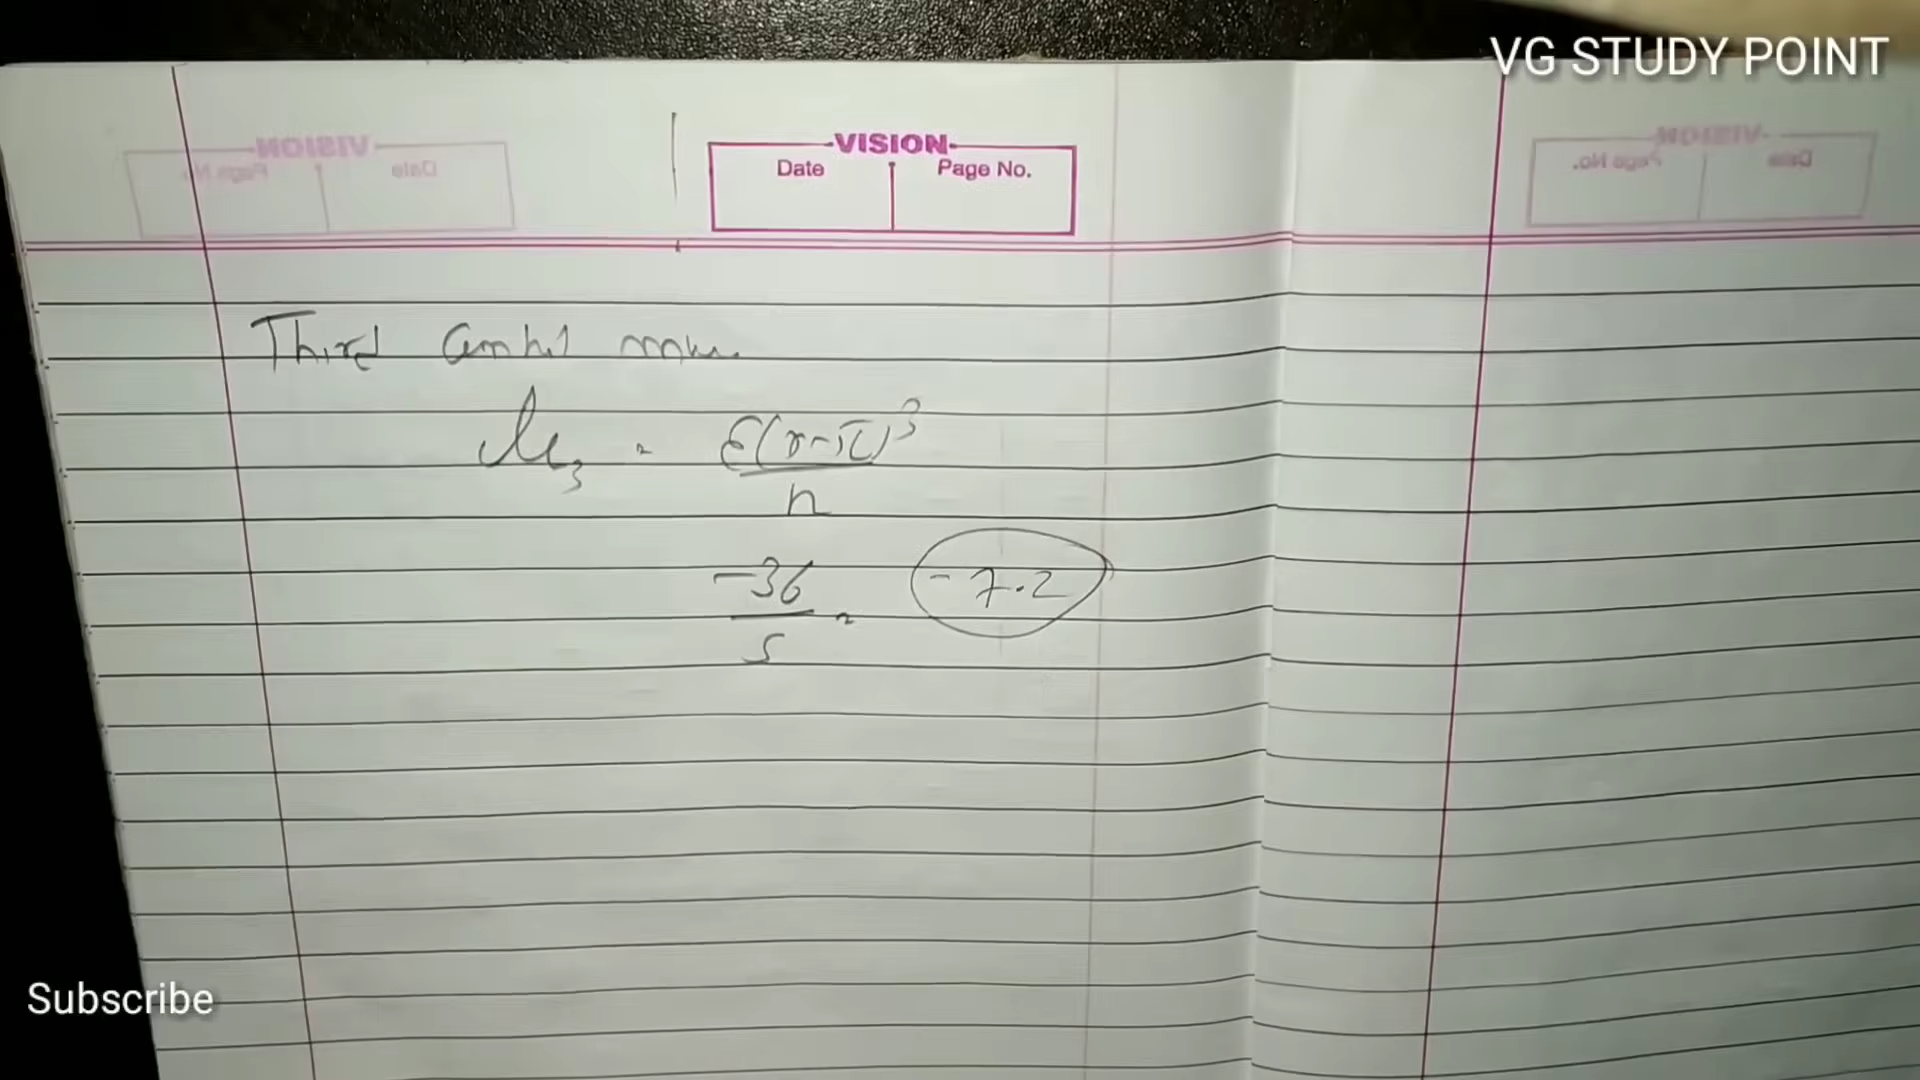 VG STUDY POINT
VISION
Date Page No.
Third
μ₃ = Σ(x-x̄)³ / n
-36 / 5 = -7.2
Subscribe